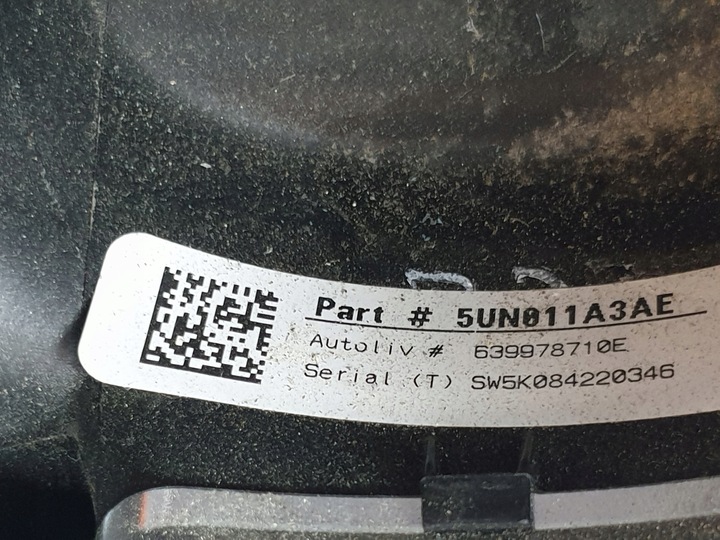 Part # 5UN011A3AE
Autoliv # 639978710E
Serial (T) SW5K084220346